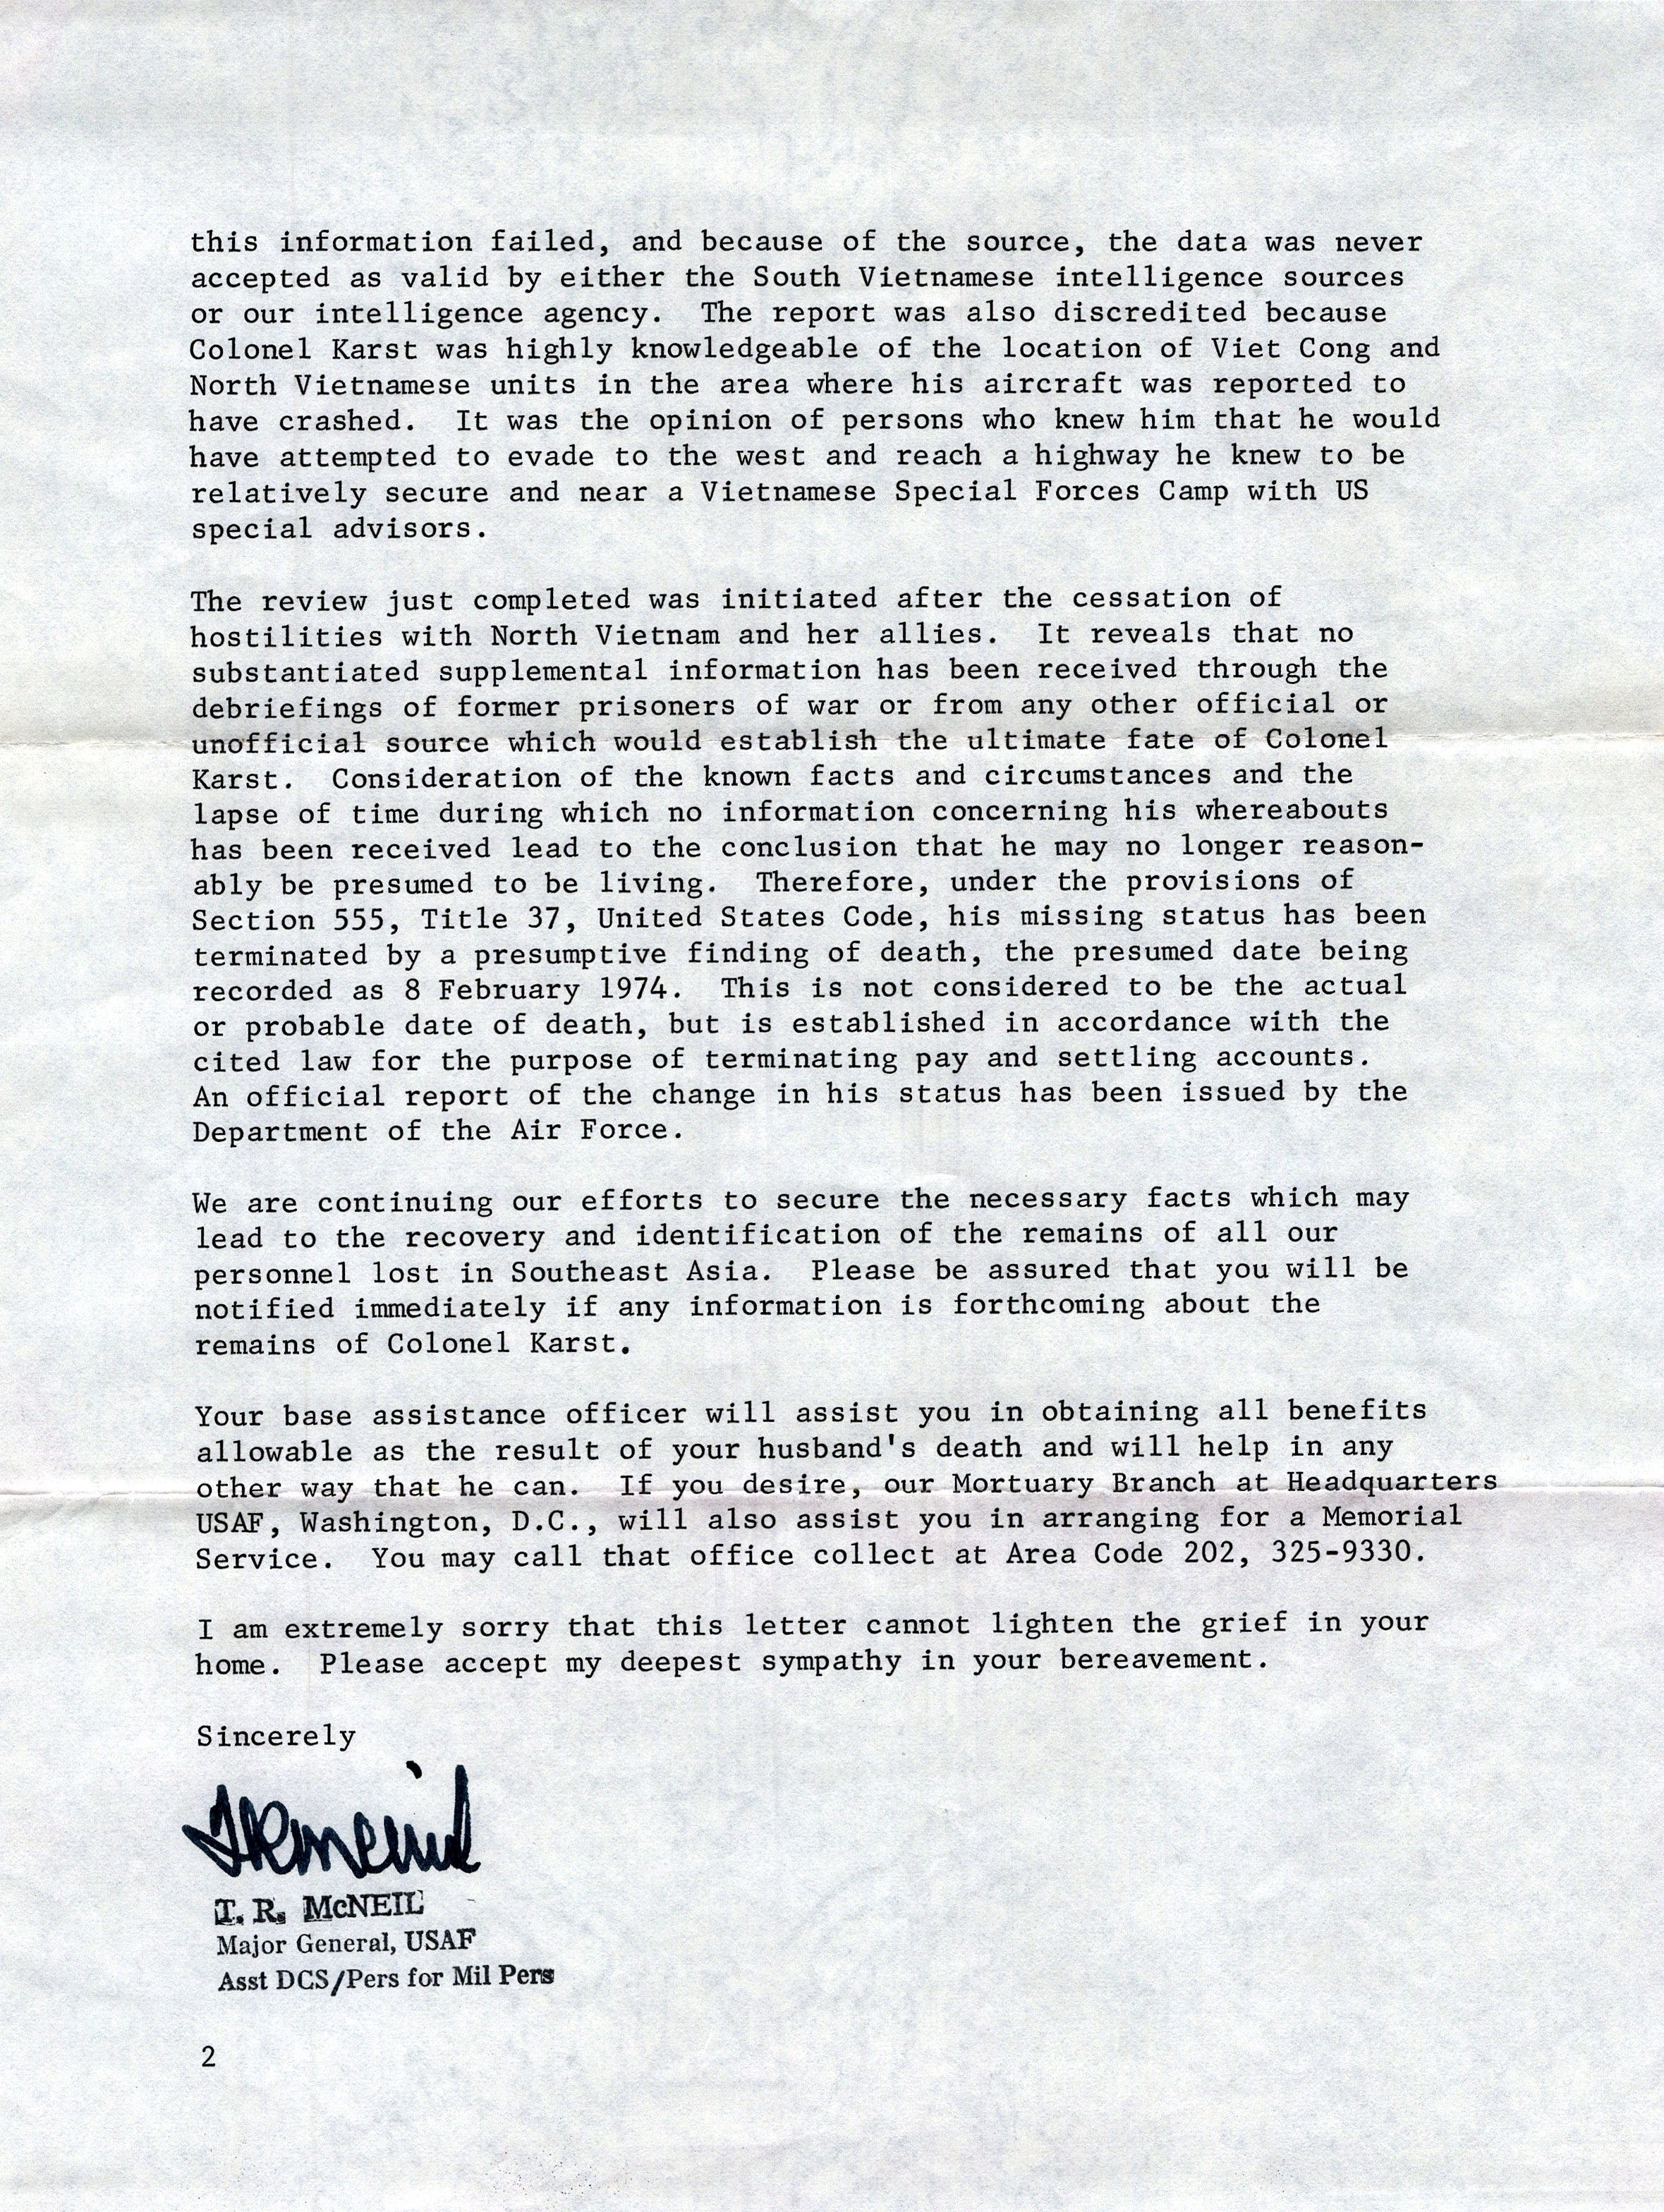 this information failed, and because of the source, the data was never
accepted as valid by either the South Vietnamese intelligence sources
or our intelligence agency.  The report was also discredited because
Colonel Karst was highly knowledgeable of the location of Viet Cong and
North Vietnamese units in the area where his aircraft was reported to
have crashed.  It was the opinion of persons who knew him that he would
have attempted to evade to the west and reach a highway he knew to be
relatively secure and near a Vietnamese Special Forces Camp with US
special advisors.

The review just completed was initiated after the cessation of
hostilities with North Vietnam and her allies.  It reveals that no
substantiated supplemental information has been received through the
debriefings of former prisoners of war or from any other official or
unofficial source which would establish the ultimate fate of Colonel
Karst.  Consideration of the known facts and circumstances and the
lapse of time during which no information concerning his whereabouts
has been received lead to the conclusion that he may no longer reason-
ably be presumed to be living.  Therefore, under the provisions of
Section 555, Title 37, United States Code, his missing status has been
terminated by a presumptive finding of death, the presumed date being
recorded as 8 February 1974.  This is not considered to be the actual
or probable date of death, but is established in accordance with the
cited law for the purpose of terminating pay and settling accounts.
An official report of the change in his status has been issued by the
Department of the Air Force.

We are continuing our efforts to secure the necessary facts which may
lead to the recovery and identification of the remains of all our
personnel lost in Southeast Asia.  Please be assured that you will be
notified immediately if any information is forthcoming about the
remains of Colonel Karst.

Your base assistance officer will assist you in obtaining all benefits
allowable as the result of your husband's death and will help in any
other way that he can.  If you desire, our Mortuary Branch at Headquarters
USAF, Washington, D.C., will also assist you in arranging for a Memorial
Service.  You may call that office collect at Area Code 202, 325-9330.

I am extremely sorry that this letter cannot lighten the grief in your
home.  Please accept my deepest sympathy in your bereavement.

Sincerely
TRMcNeil
T. R. McNEIL
Major General, USAF
Asst DCS/Pers for Mil Pers
2